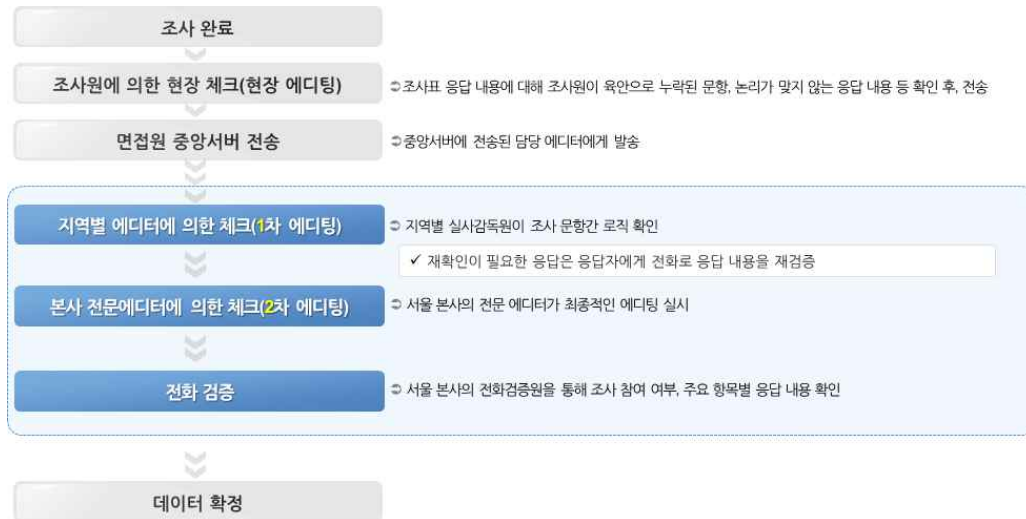 조사 완료
조사원에 의한 현장 체크(현장 에디팅)
➲조사표 응답 내용에 대해 조사원이 육안으로 누락된 문항, 논리가 맞지 않는 응답 내용 등 확인 후, 전송
면접원 중앙서버 전송
➲중앙서버에 전송된 담당 에디터에게 발송
지역별 에디터에 의한 체크(1차 에디팅)
➲ 지역별 실사감독원이 조사 문항간 로직 확인
✓ 재확인이 필요한 응답은 응답자에게 전화로 응답 내용을 재검증
본사 전문에디터에 의한 체크(2차 에디팅)
➲ 서울 본사의 전문 에디터가 최종적인 에디팅 실시
전화 검증
➲ 서울 본사의 전화검증원을 통해 조사 참여 여부, 주요 항목별 응답 내용 확인
데이터 확정